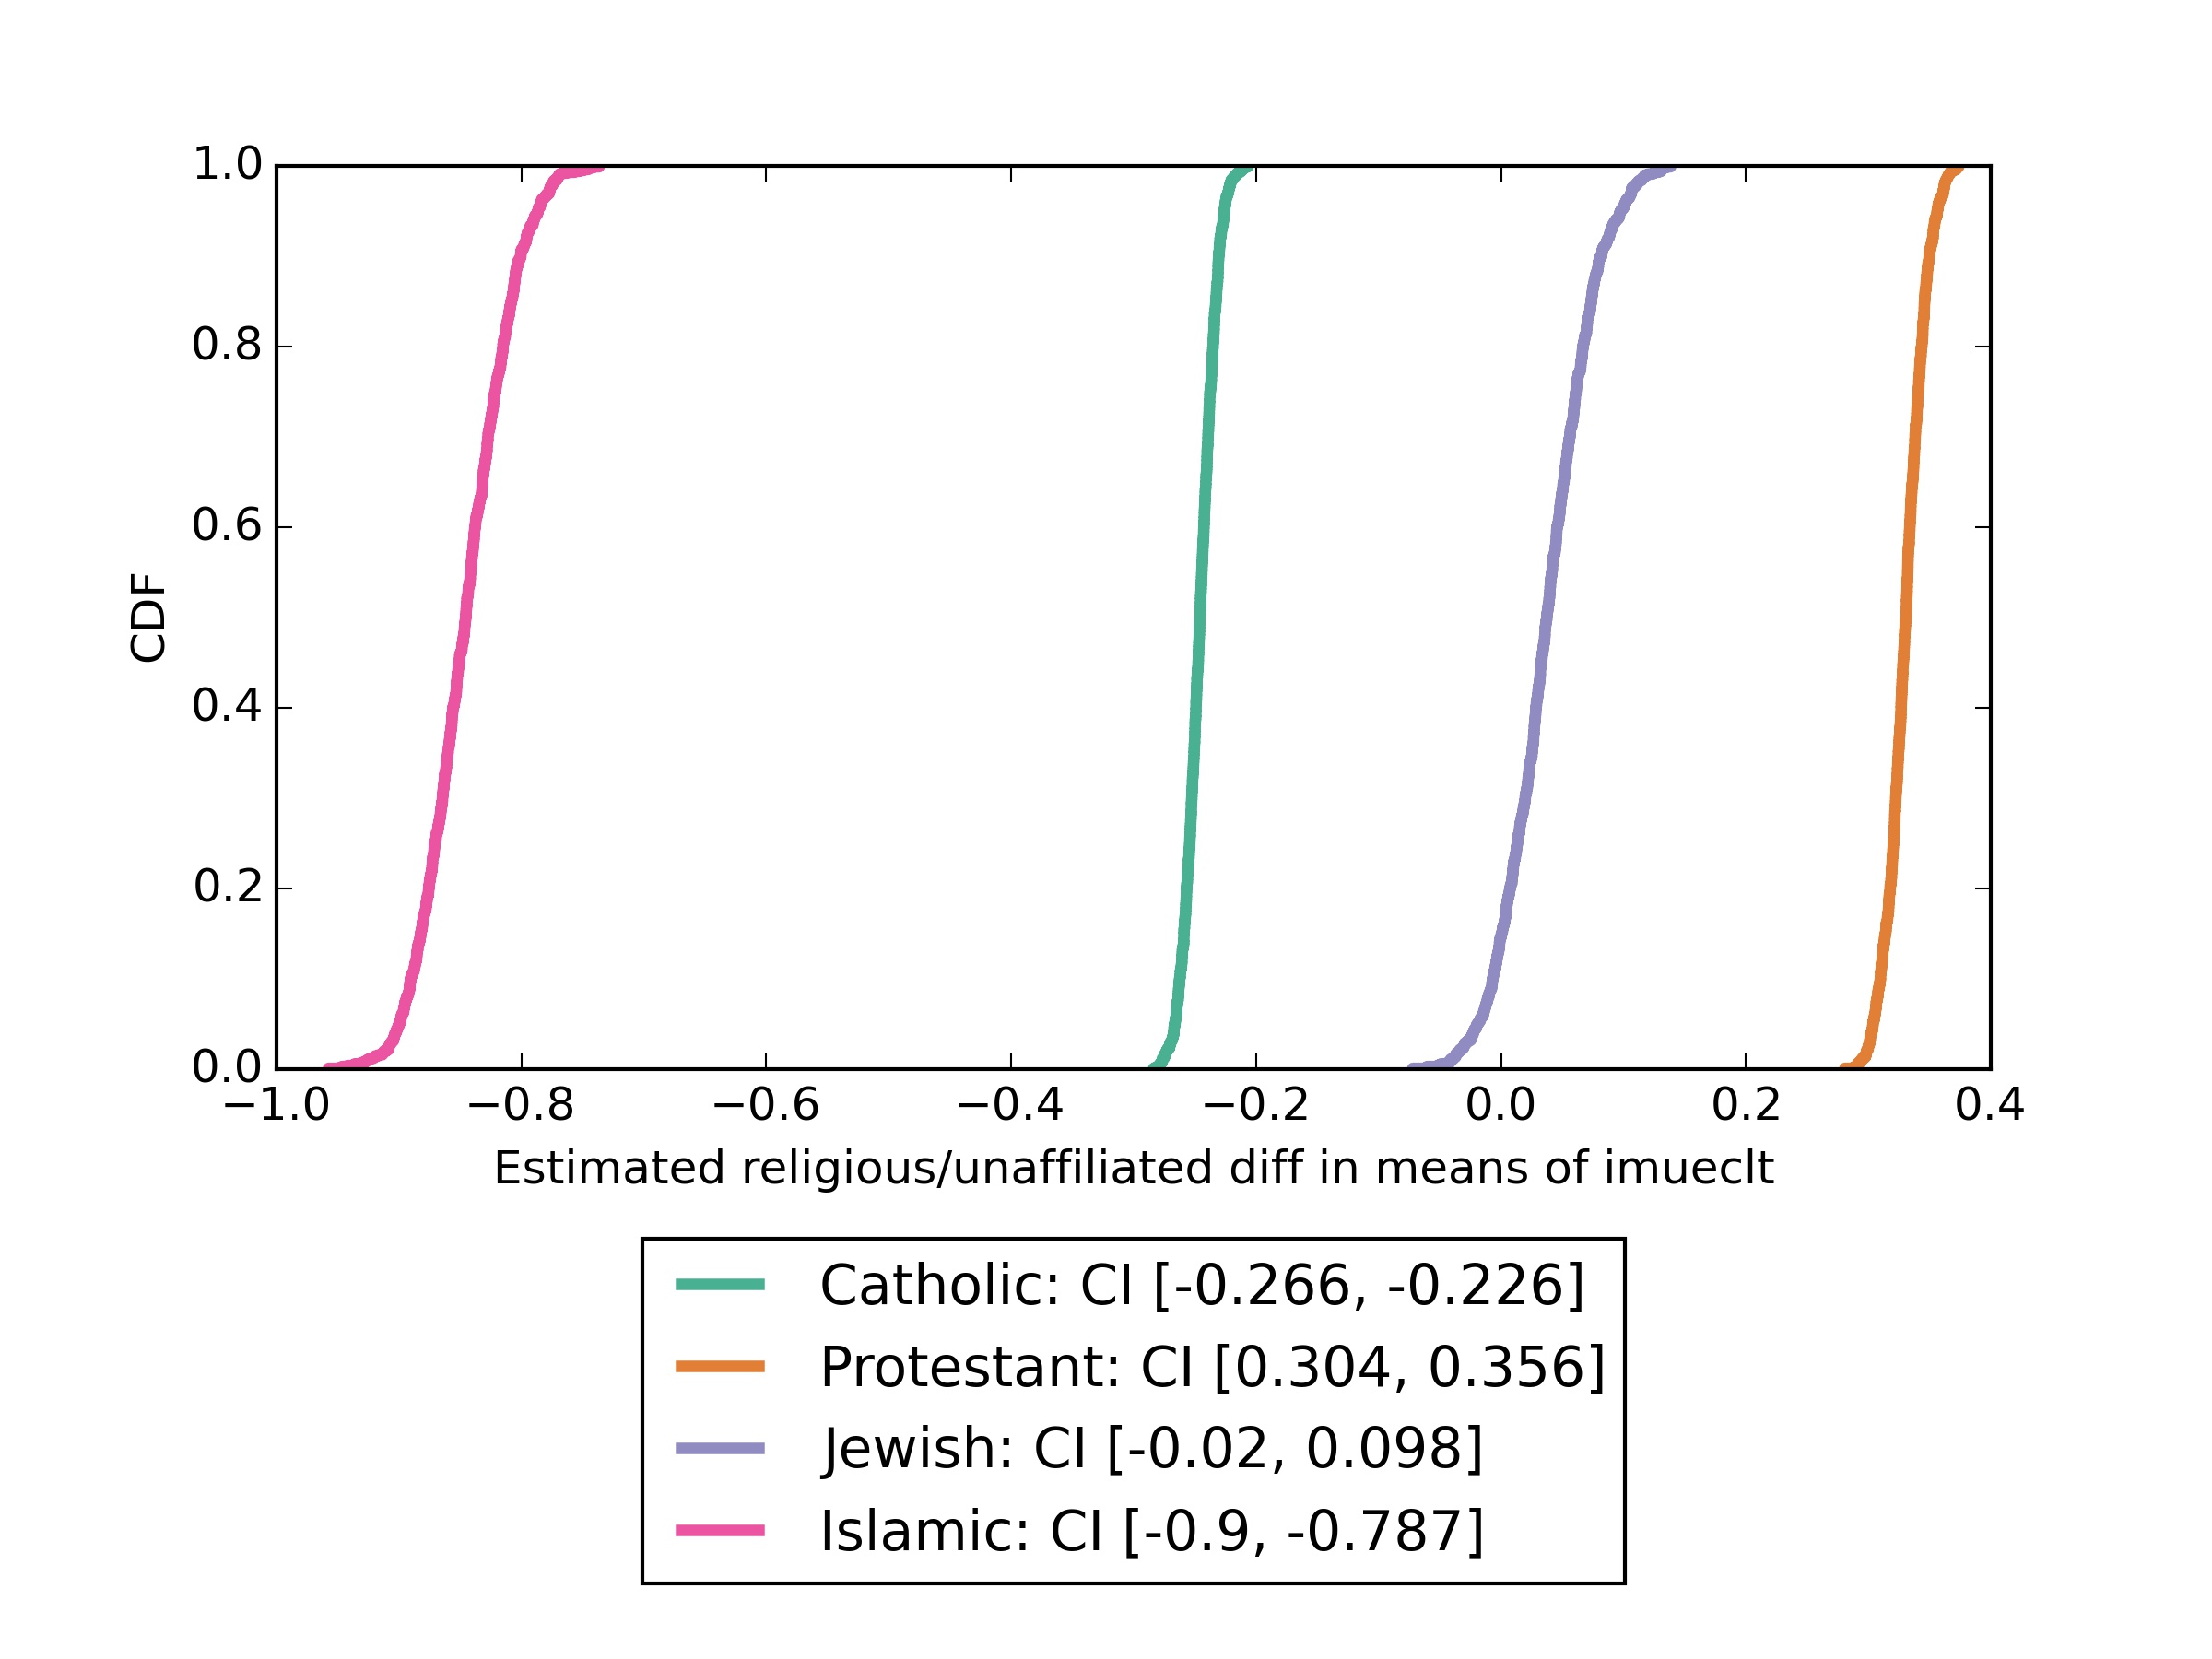 1.0
0.8
0.6
0.4
0.2
0.0
CDF
−1.0 −0.8 −0.6 −0.4 −0.2 0.0 0.2 0.4
Estimated religious/unaffiliated diff in means of imueclt
Catholic: CI [-0.266, -0.226]
Protestant: CI [0.304, 0.356]
Jewish: CI [-0.02, 0.098]
Islamic: CI [-0.9, -0.787]